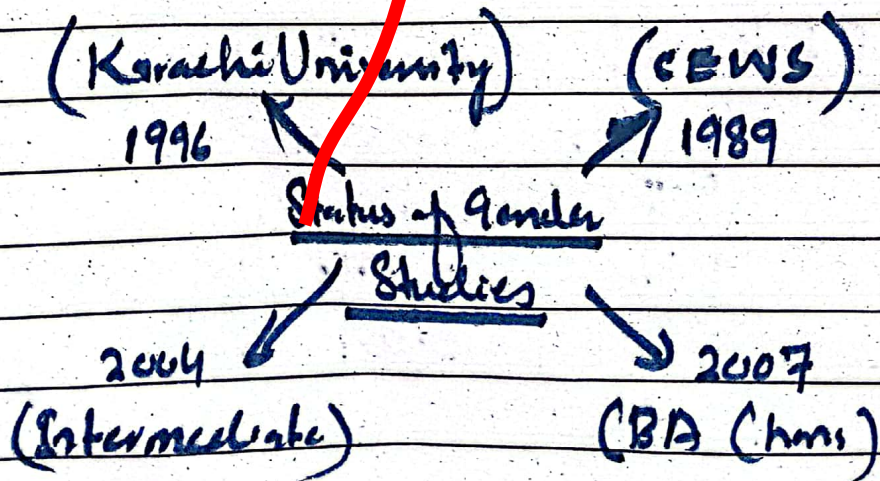 (Karachi University) (CEWS)
1996 1989
Status of Gender
Studies
2004 2007
(Intermediate) (BA (hons)